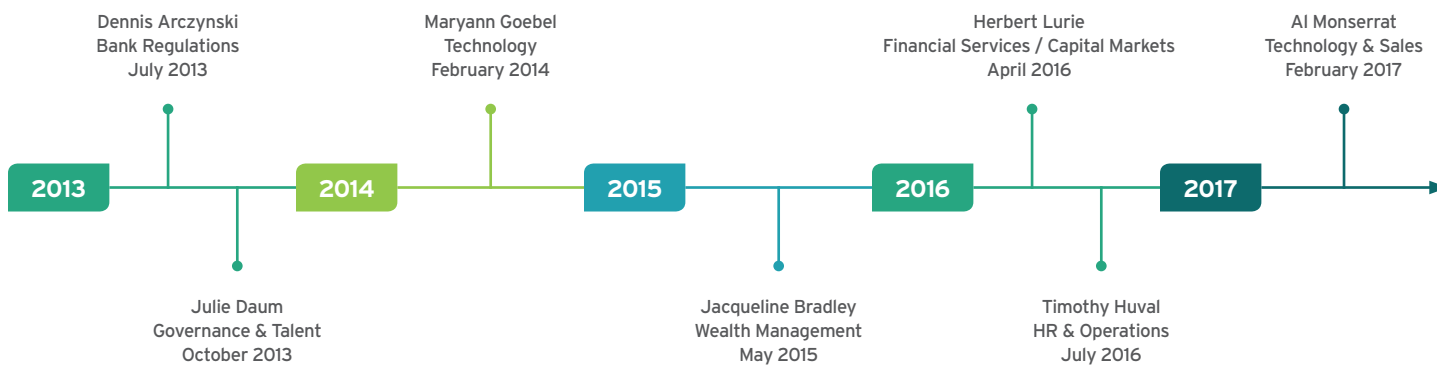 Dennis Arczynski
Bank Regulations
July 2013
Maryann Goebel
Technology
February 2014
Herbert Lurie
Financial Services / Capital Markets
April 2016
Al Monserrat
Technology & Sales
February 2017
2013
2014
2015
2016
2017
Julie Daum
Governance & Talent
October 2013
Jacqueline Bradley
Wealth Management
May 2015
Timothy Huval
HR & Operations
July 2016